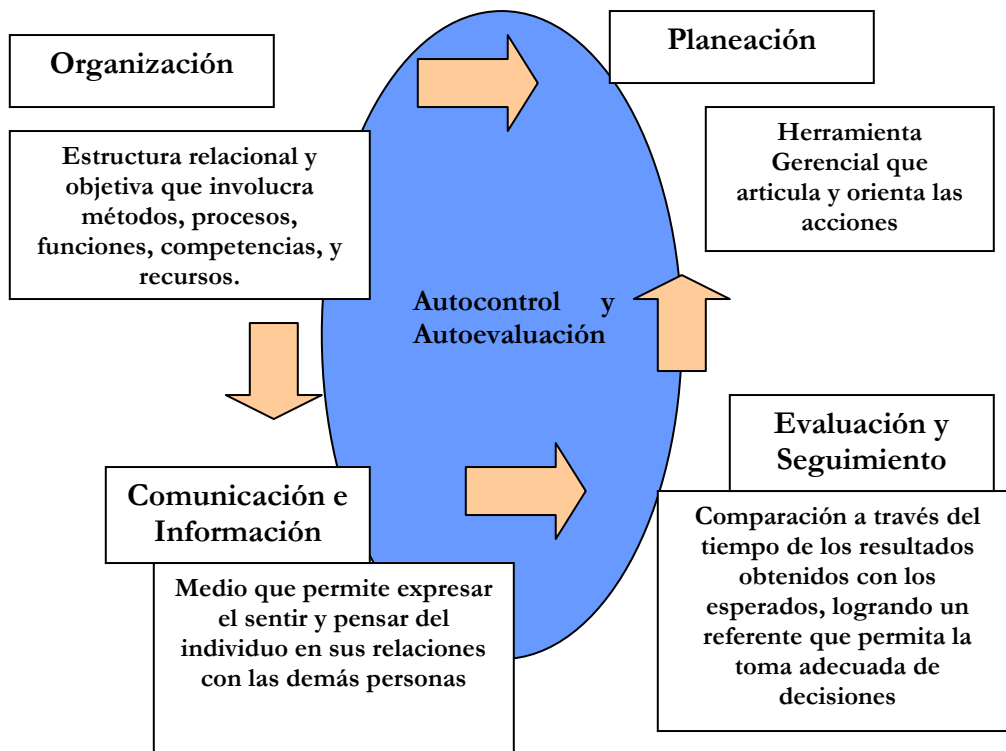 Organización
Estructura relacional y
objetiva que involucra
métodos, procesos,
funciones, competencias, y
recursos.
Planeación
Herramienta
Gerencial que
articula y orienta las
acciones
Autocontrol y
Autoevaluación
Comunicación e
Información
Medio que permite expresar
el sentir y pensar del
individuo en sus relaciones
con las demás personas
Evaluación y
Seguimiento
Comparación a través del
tiempo de los resultados
obtenidos con los
esperados, logrando un
referente que permita la
toma adecuada de
decisiones